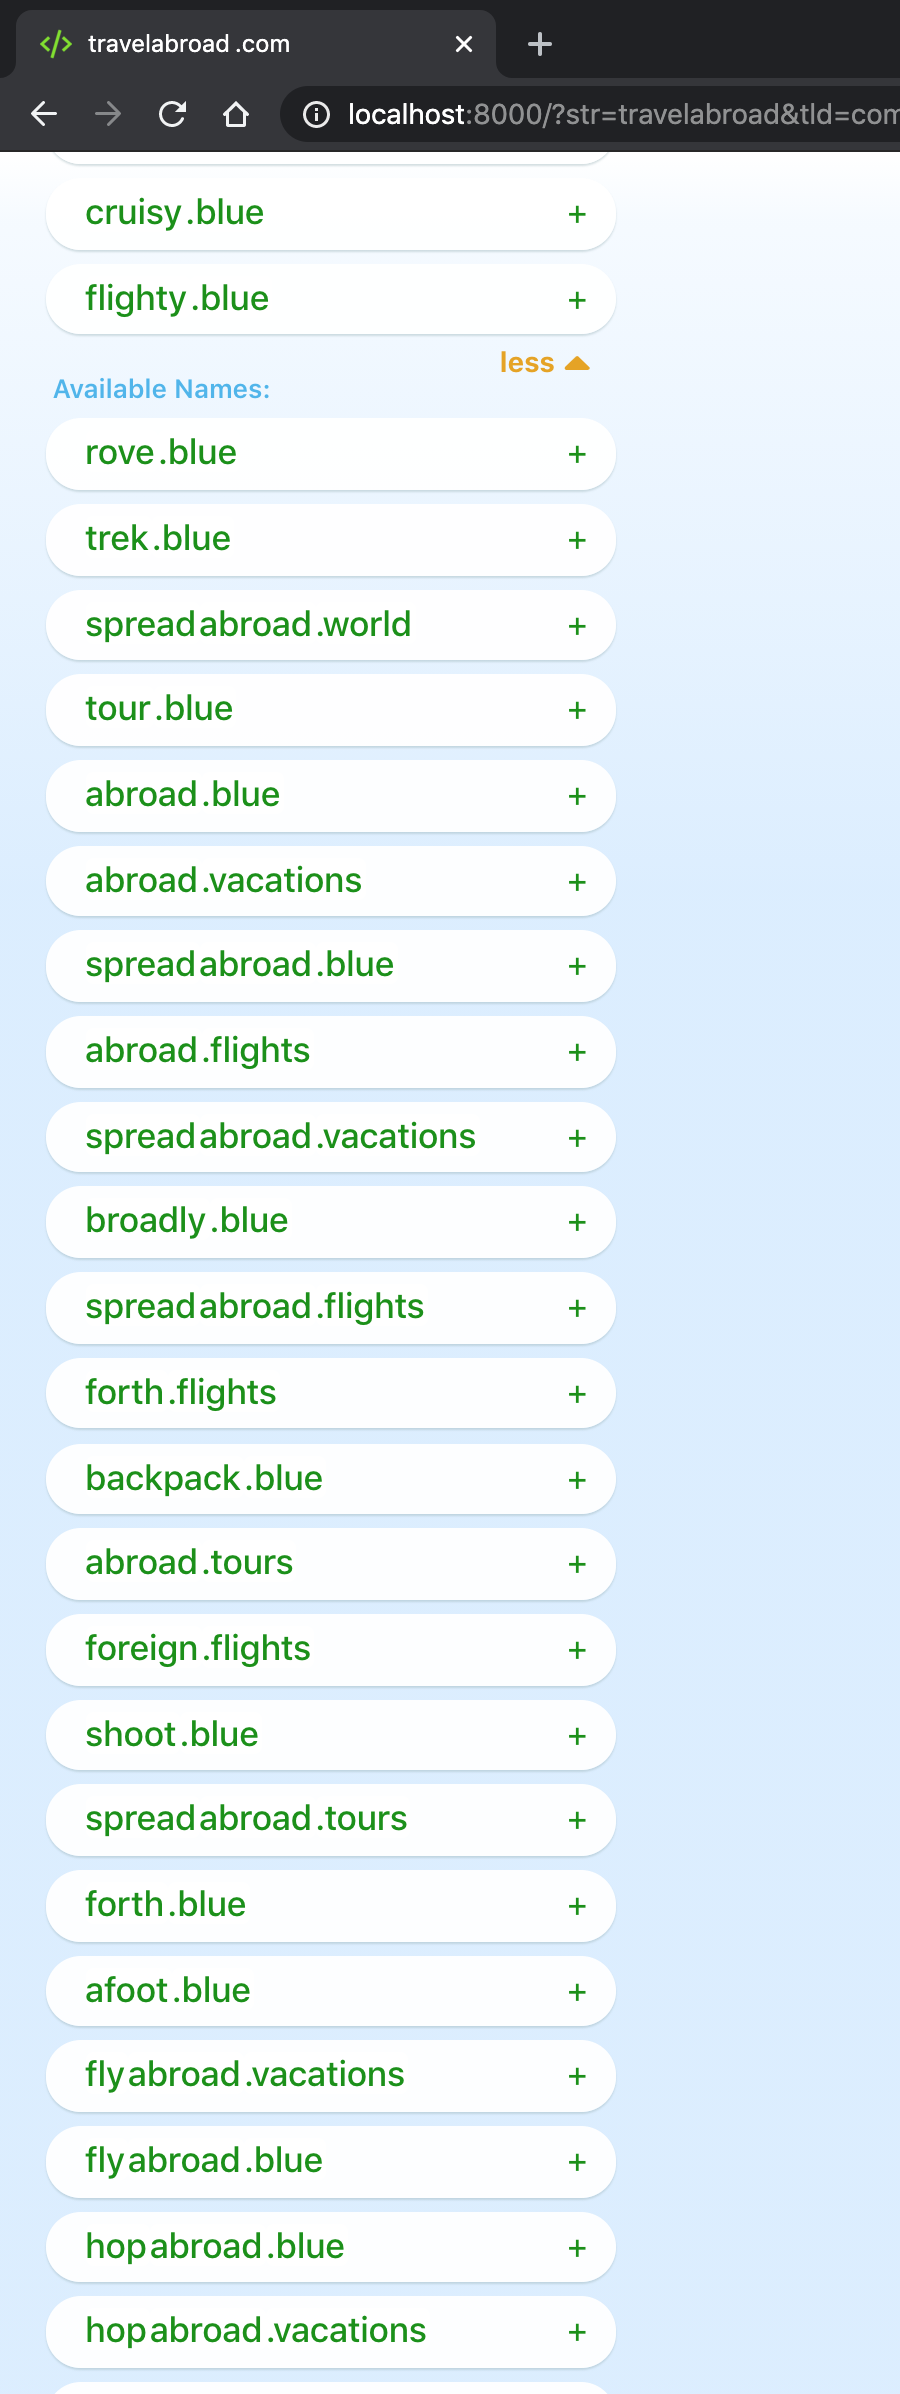 travelabroad .com
localhost:8000/?str=travelabroad&tld=com
cruisy.blue +
flighty.blue +
less
Available Names:
rove.blue +
trek.blue +
spreadabroad.world +
tour.blue +
abroad.blue +
abroad.vacations +
spreadabroad.blue +
abroad.flights +
spreadabroad.vacations +
broadly.blue +
spreadabroad.flights +
forth.flights +
backpack.blue +
abroad.tours +
foreign.flights +
shoot.blue +
spreadabroad.tours +
forth.blue +
afoot.blue +
flyabroad.vacations +
flyabroad.blue +
hopabroad.blue +
hopabroad.vacations +